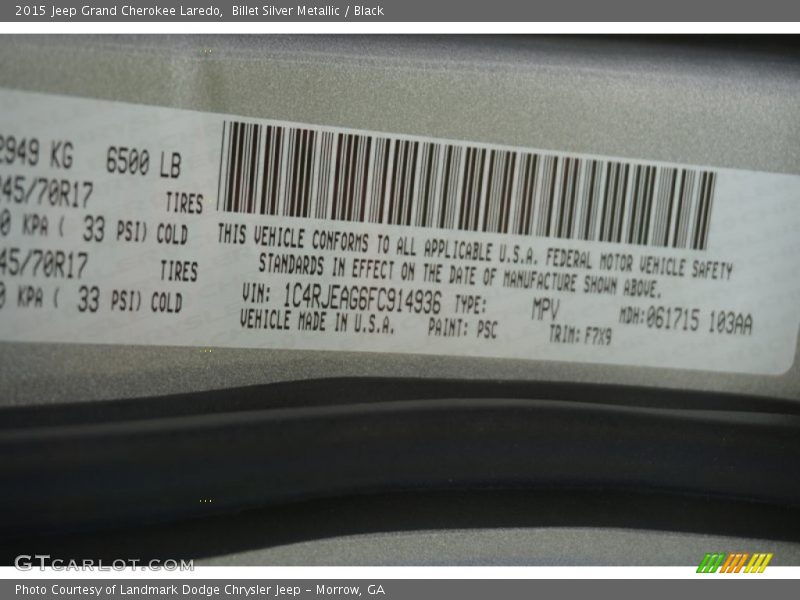 2015 Jeep Grand Cherokee Laredo, Billet Silver Metallic / Black
2949 KG 6500 LB
245/70R17 TIRES
0 KPA ( 33 PSI) COLD
45/70R17 TIRES
0 KPA ( 33 PSI) COLD
THIS VEHICLE CONFORMS TO ALL APPLICABLE U.S.A. FEDERAL MOTOR VEHICLE SAFETY
STANDARDS IN EFFECT ON THE DATE OF MANUFACTURE SHOWN ABOVE.
VIN: 1C4RJEAG6FC914936 TYPE: MPV MDH:061715 103AA
VEHICLE MADE IN U.S.A. PAINT: PSC TRIM: F7X9
GTCARLOT.COM
Photo Courtesy of Landmark Dodge Chrysler Jeep - Morrow, GA